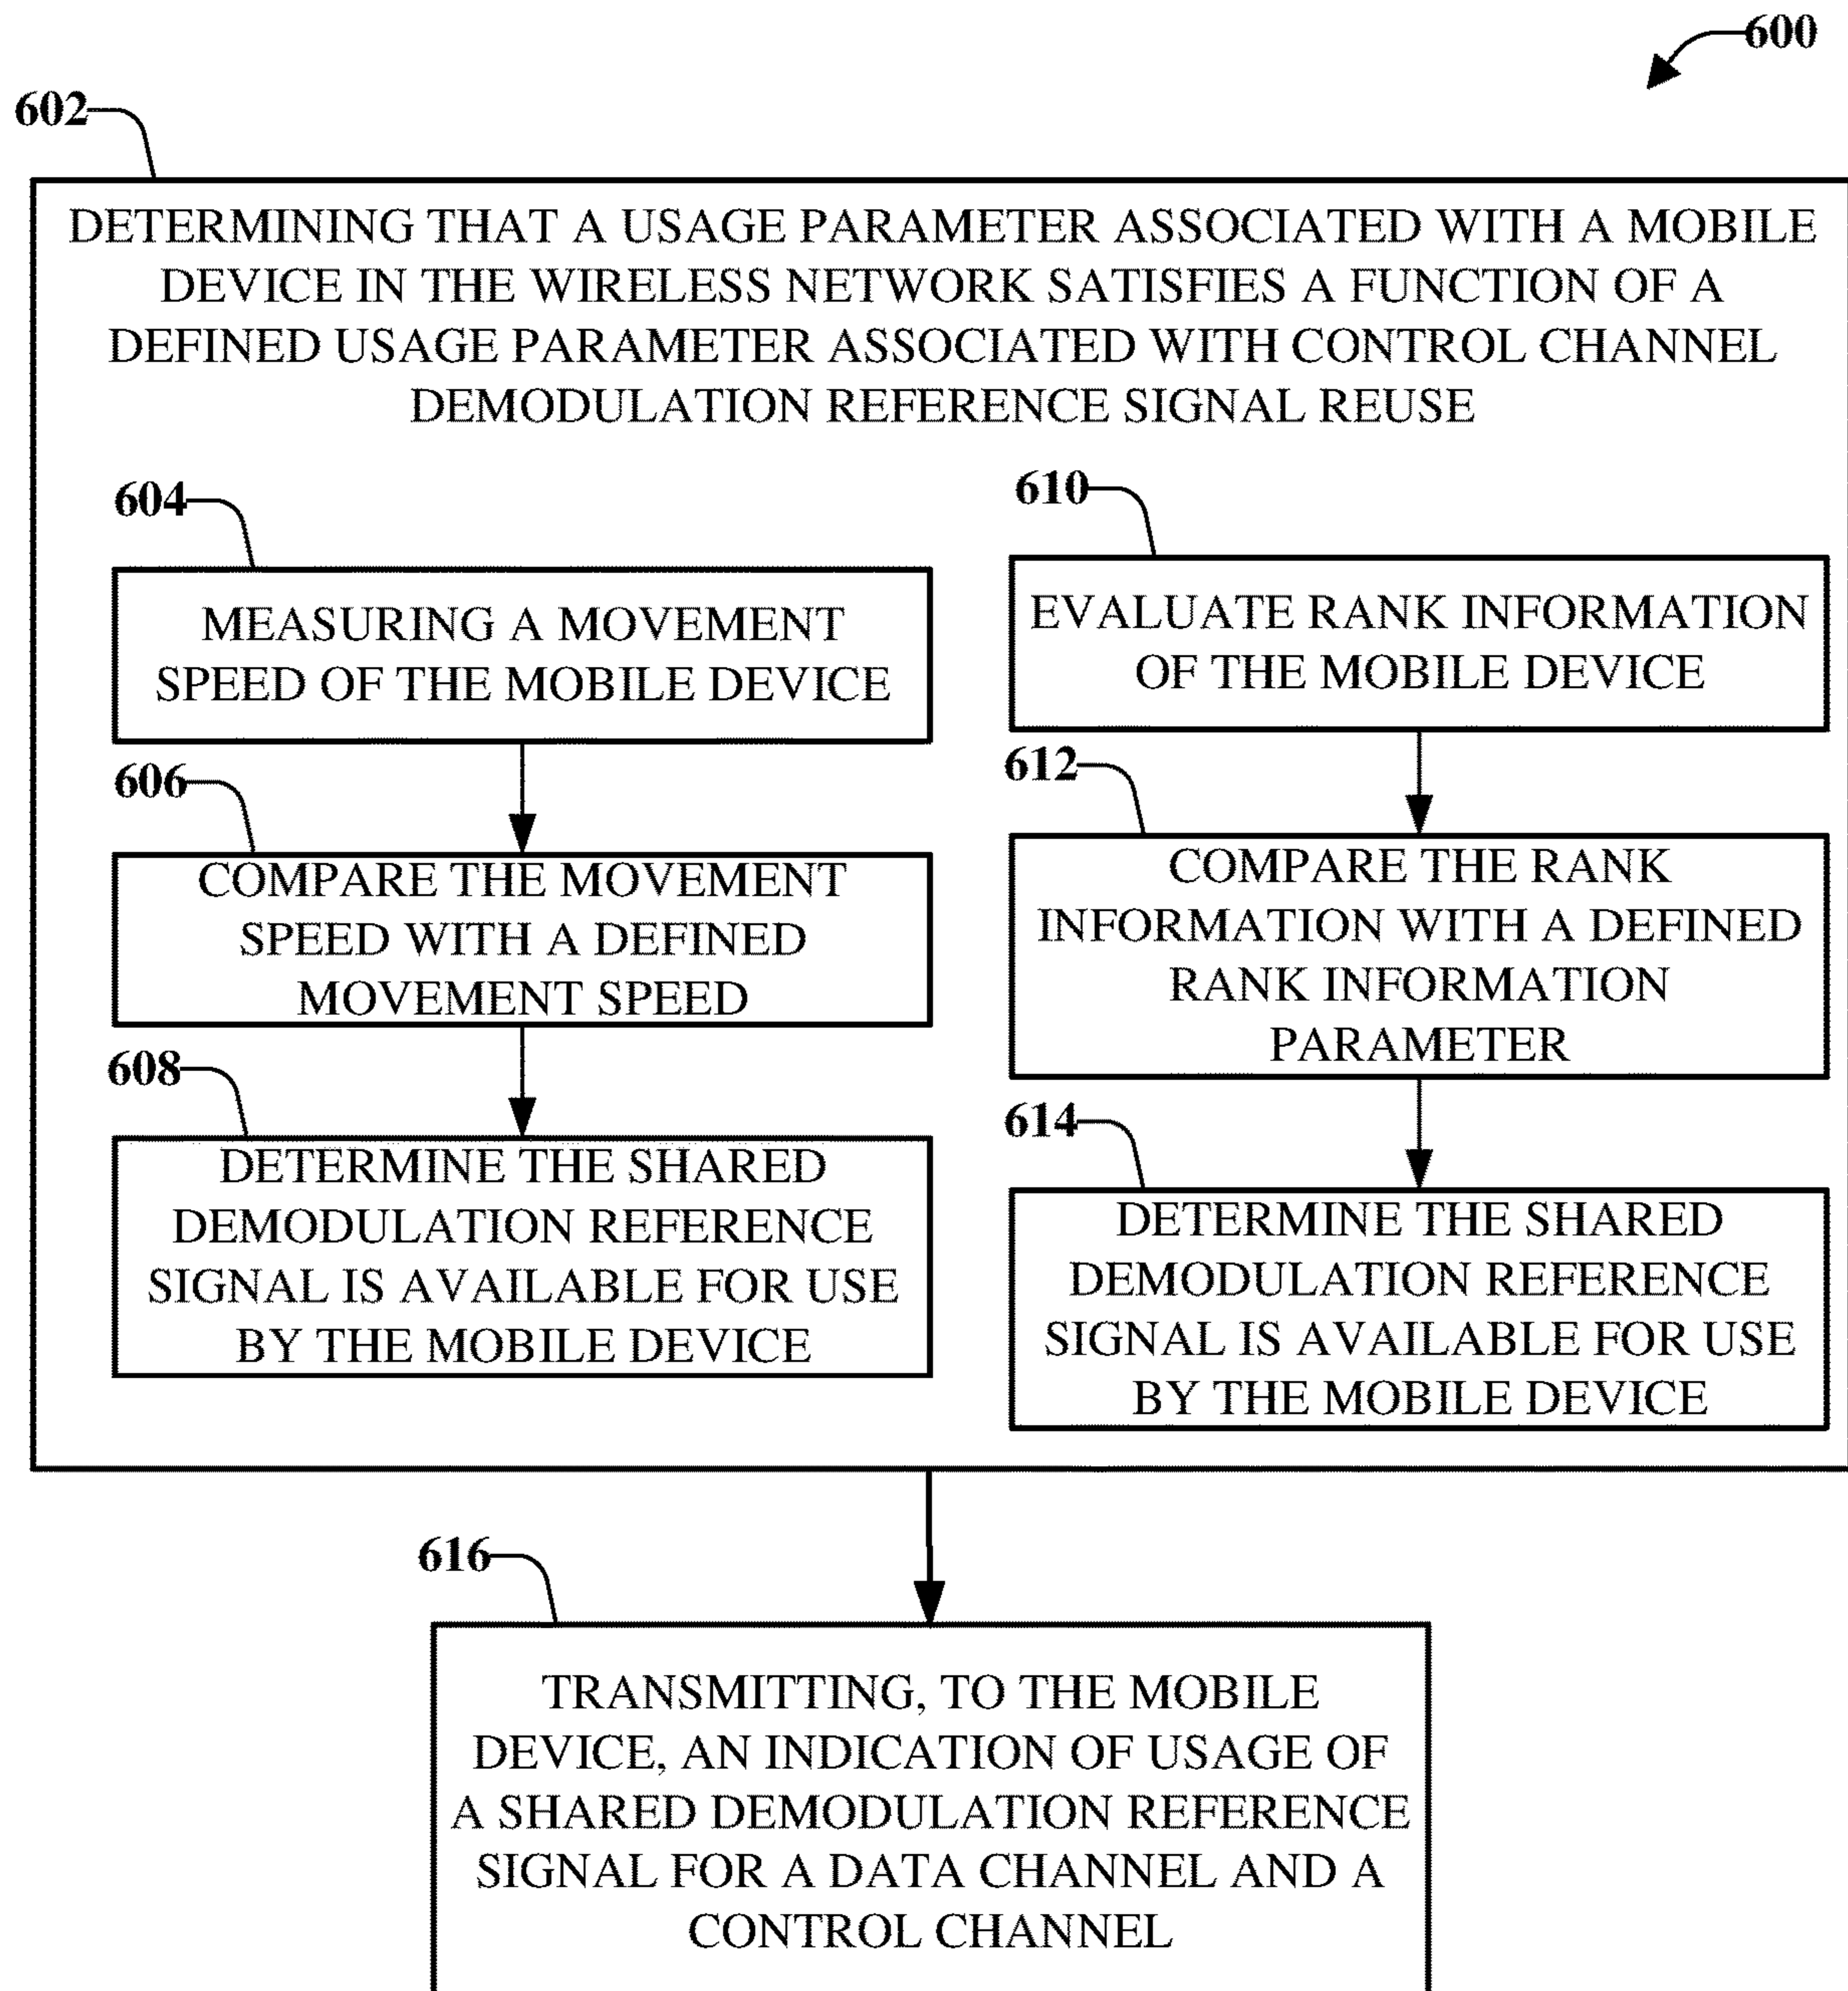 600
602
DETERMINING THAT A USAGE PARAMETER ASSOCIATED WITH A MOBILE
DEVICE IN THE WIRELESS NETWORK SATISFIES A FUNCTION OF A
DEFINED USAGE PARAMETER ASSOCIATED WITH CONTROL CHANNEL
DEMODULATION REFERENCE SIGNAL REUSE
604
MEASURING A MOVEMENT
SPEED OF THE MOBILE DEVICE
606
COMPARE THE MOVEMENT
SPEED WITH A DEFINED
MOVEMENT SPEED
608
DETERMINE THE SHARED
DEMODULATION REFERENCE
SIGNAL IS AVAILABLE FOR USE
BY THE MOBILE DEVICE
610
EVALUATE RANK INFORMATION
OF THE MOBILE DEVICE
612
COMPARE THE RANK
INFORMATION WITH A DEFINED
RANK INFORMATION
PARAMETER
614
DETERMINE THE SHARED
DEMODULATION REFERENCE
SIGNAL IS AVAILABLE FOR USE
BY THE MOBILE DEVICE
616
TRANSMITTING, TO THE MOBILE
DEVICE, AN INDICATION OF USAGE OF
A SHARED DEMODULATION REFERENCE
SIGNAL FOR A DATA CHANNEL AND A
CONTROL CHANNEL